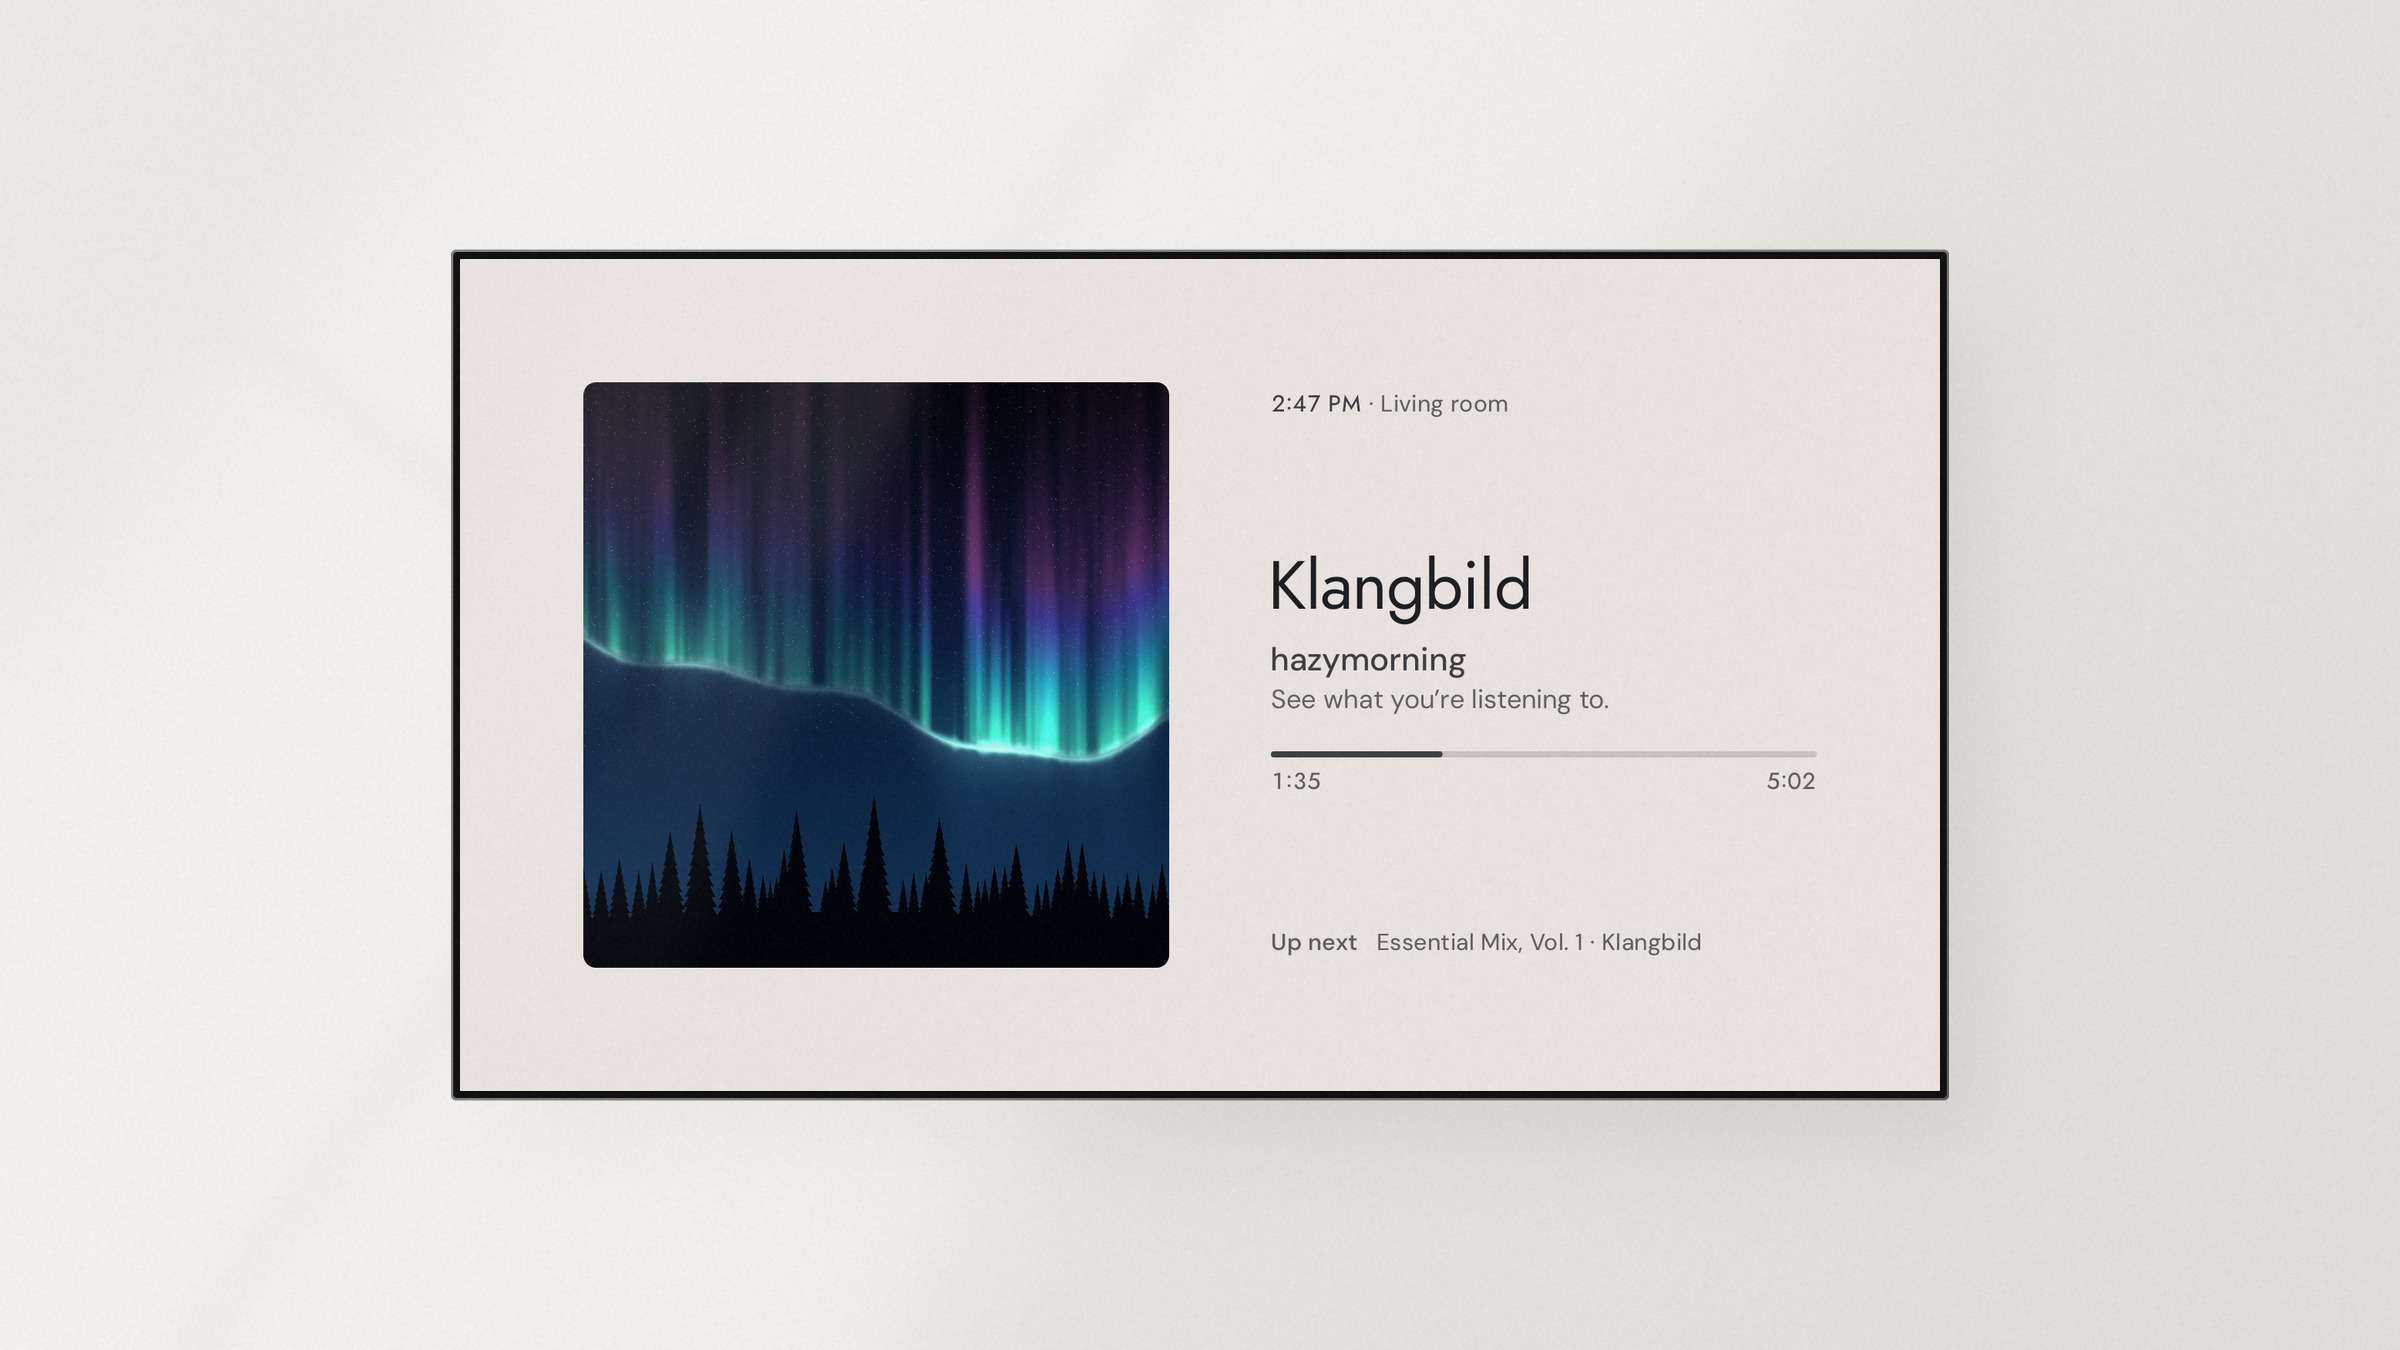 2:47 PM · Living room
Klangbild
hazymorning
See what you’re listening to.
1:35 5:02
Up next Essential Mix, Vol. 1 · Klangbild